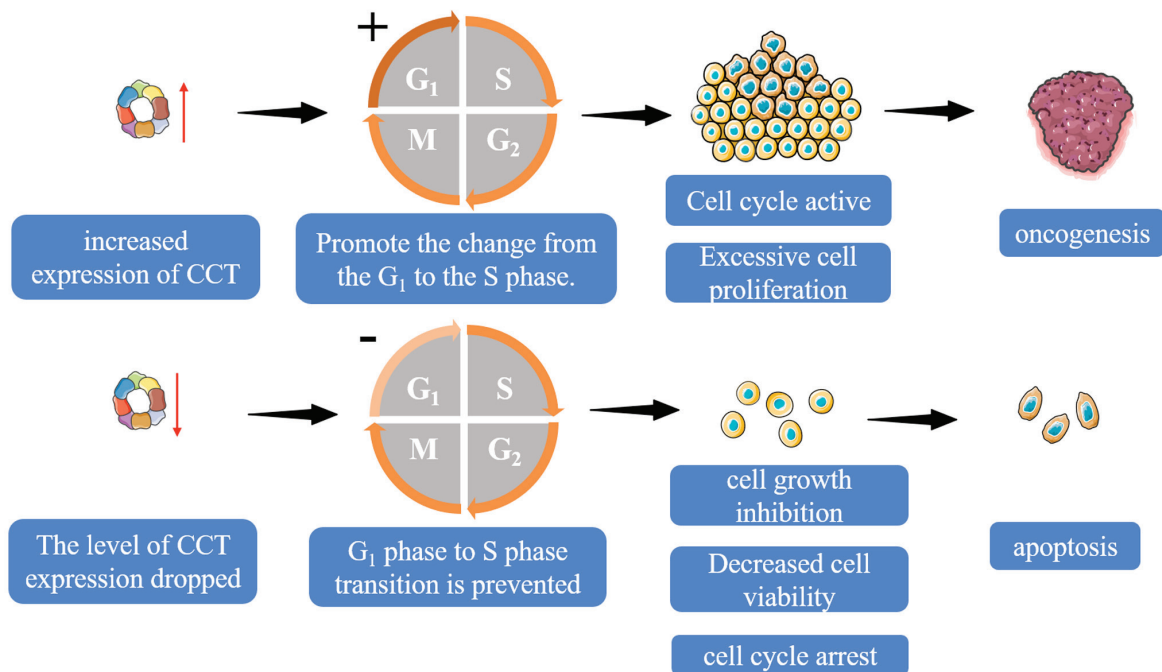 +
G₁
S
M
G₂
increased
expression of CCT
Promote the change from
the G₁ to the S phase.
Cell cycle active
Excessive cell
proliferation
oncogenesis
-
G₁
S
M
G₂
The level of CCT
expression dropped
G₁ phase to S phase
transition is prevented
cell growth
inhibition
Decreased cell
viability
cell cycle arrest
apoptosis